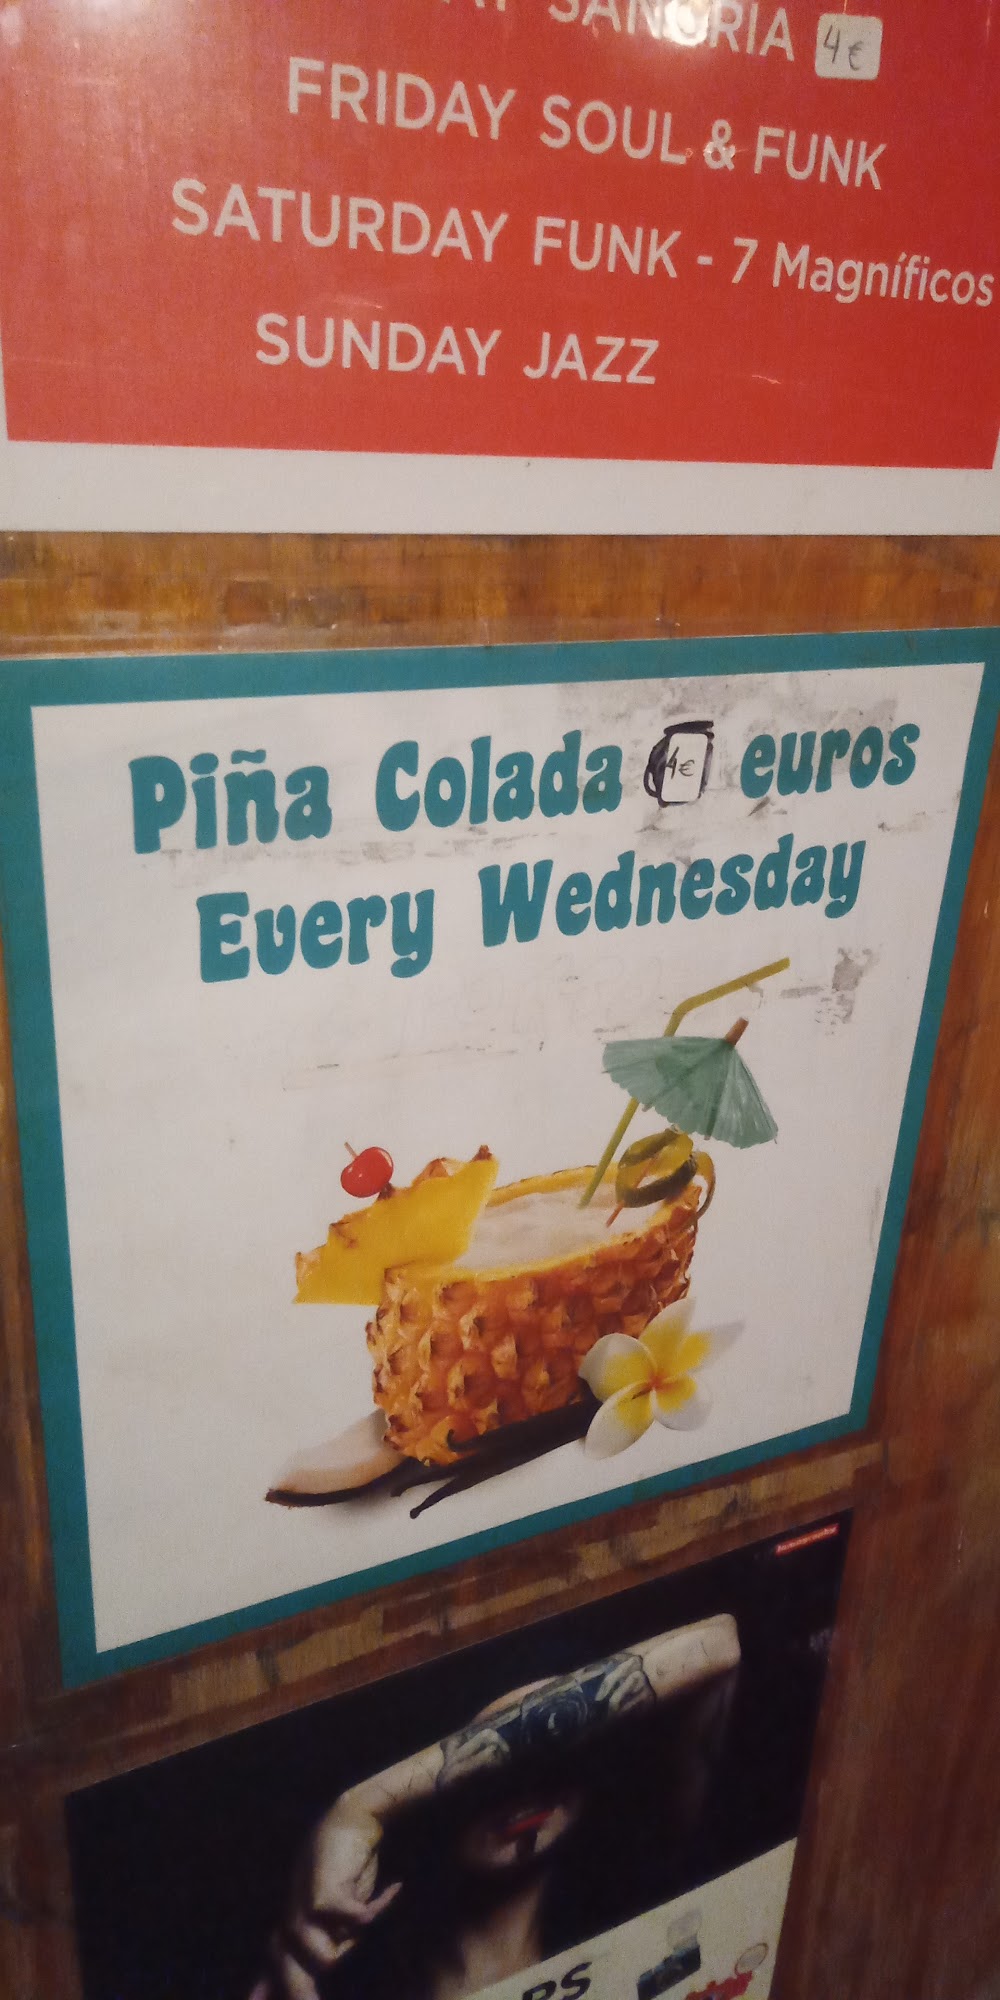 SANGRIA 4€
FRIDAY SOUL & FUNK
SATURDAY FUNK - 7 Magníficos
SUNDAY JAZZ
Piña Colada 4€ euros
Every Wednesday